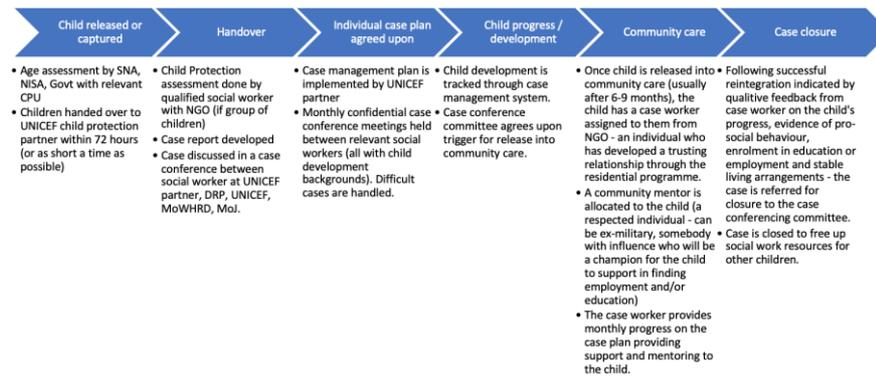 Child released or
captured
Handover
Individual case plan
agreed upon
Child progress /
development
Community care
Case closure
• Age assessment by SNA,
NISA, Govt with relevant
CPU
• Children handed over to
UNICEF child protection
partner within 72 hours
(or as short a time as
possible)
• Child Protection
assessment done by
qualified social worker
with NGO (if group of
children)
• Case report developed
• Case discussed in a case
conference between
social worker at UNICEF
partner, DRP, UNICEF,
MoWHRD, MoJ.
• Case management plan is
implemented by UNICEF
partner
• Monthly confidential case
conference meetings held
between relevant social
workers (all with child
development
backgrounds). Difficult
cases are handled.
• Child development is
tracked through case
management system.
• Case conference
committee agrees upon
trigger for release into
community care.
• Once child is released into
community care (usually
after 6-9 months), the
child has a case worker
assigned to them from
NGO - an individual who
has developed a trusting
relationship through the
residential programme.
• A community mentor is
allocated to the child (a
respected individual - can
be ex-military, somebody
with influence who will be
a champion for the child
to support in finding
employment and/or
education)
• The case worker provides
monthly progress on the
case plan providing
support and mentoring to
the child.
• Following successful
reintegration indicated by
qualitive feedback from
case worker on the child's
progress, evidence of pro-
social behaviour,
enrolment in education or
employment and stable
living arrangements - the
case is referred for
closure to the case
conferencing committee.
• Case is closed to free up
social work resources for
other children.